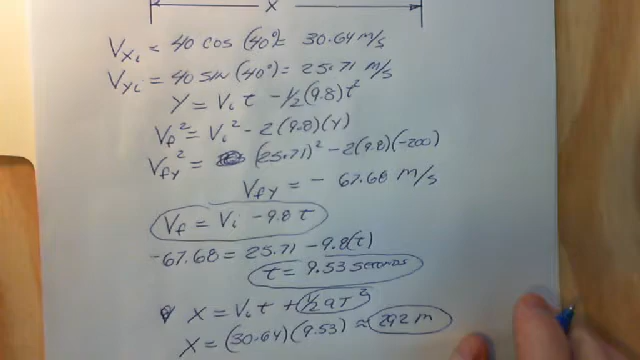 X
Vxi = 40 cos (40°) = 30.64 m/s
Vyi = 40 sin (40°) = 25.71 m/s
Y = Vi t - 1/2 (9.8) t²
Vf² = Vi² - 2(9.8)(Y)
Vfy² = (25.71)² - 2(9.8)(-200)
Vfy = - 67.68 m/s
Vf = Vi - 9.8 t
-67.68 = 25.71 - 9.8(t)
t = 9.53 seconds
X = Vi t + 1/2 a T²
X = (30.64)(9.53) ≈ 292 m